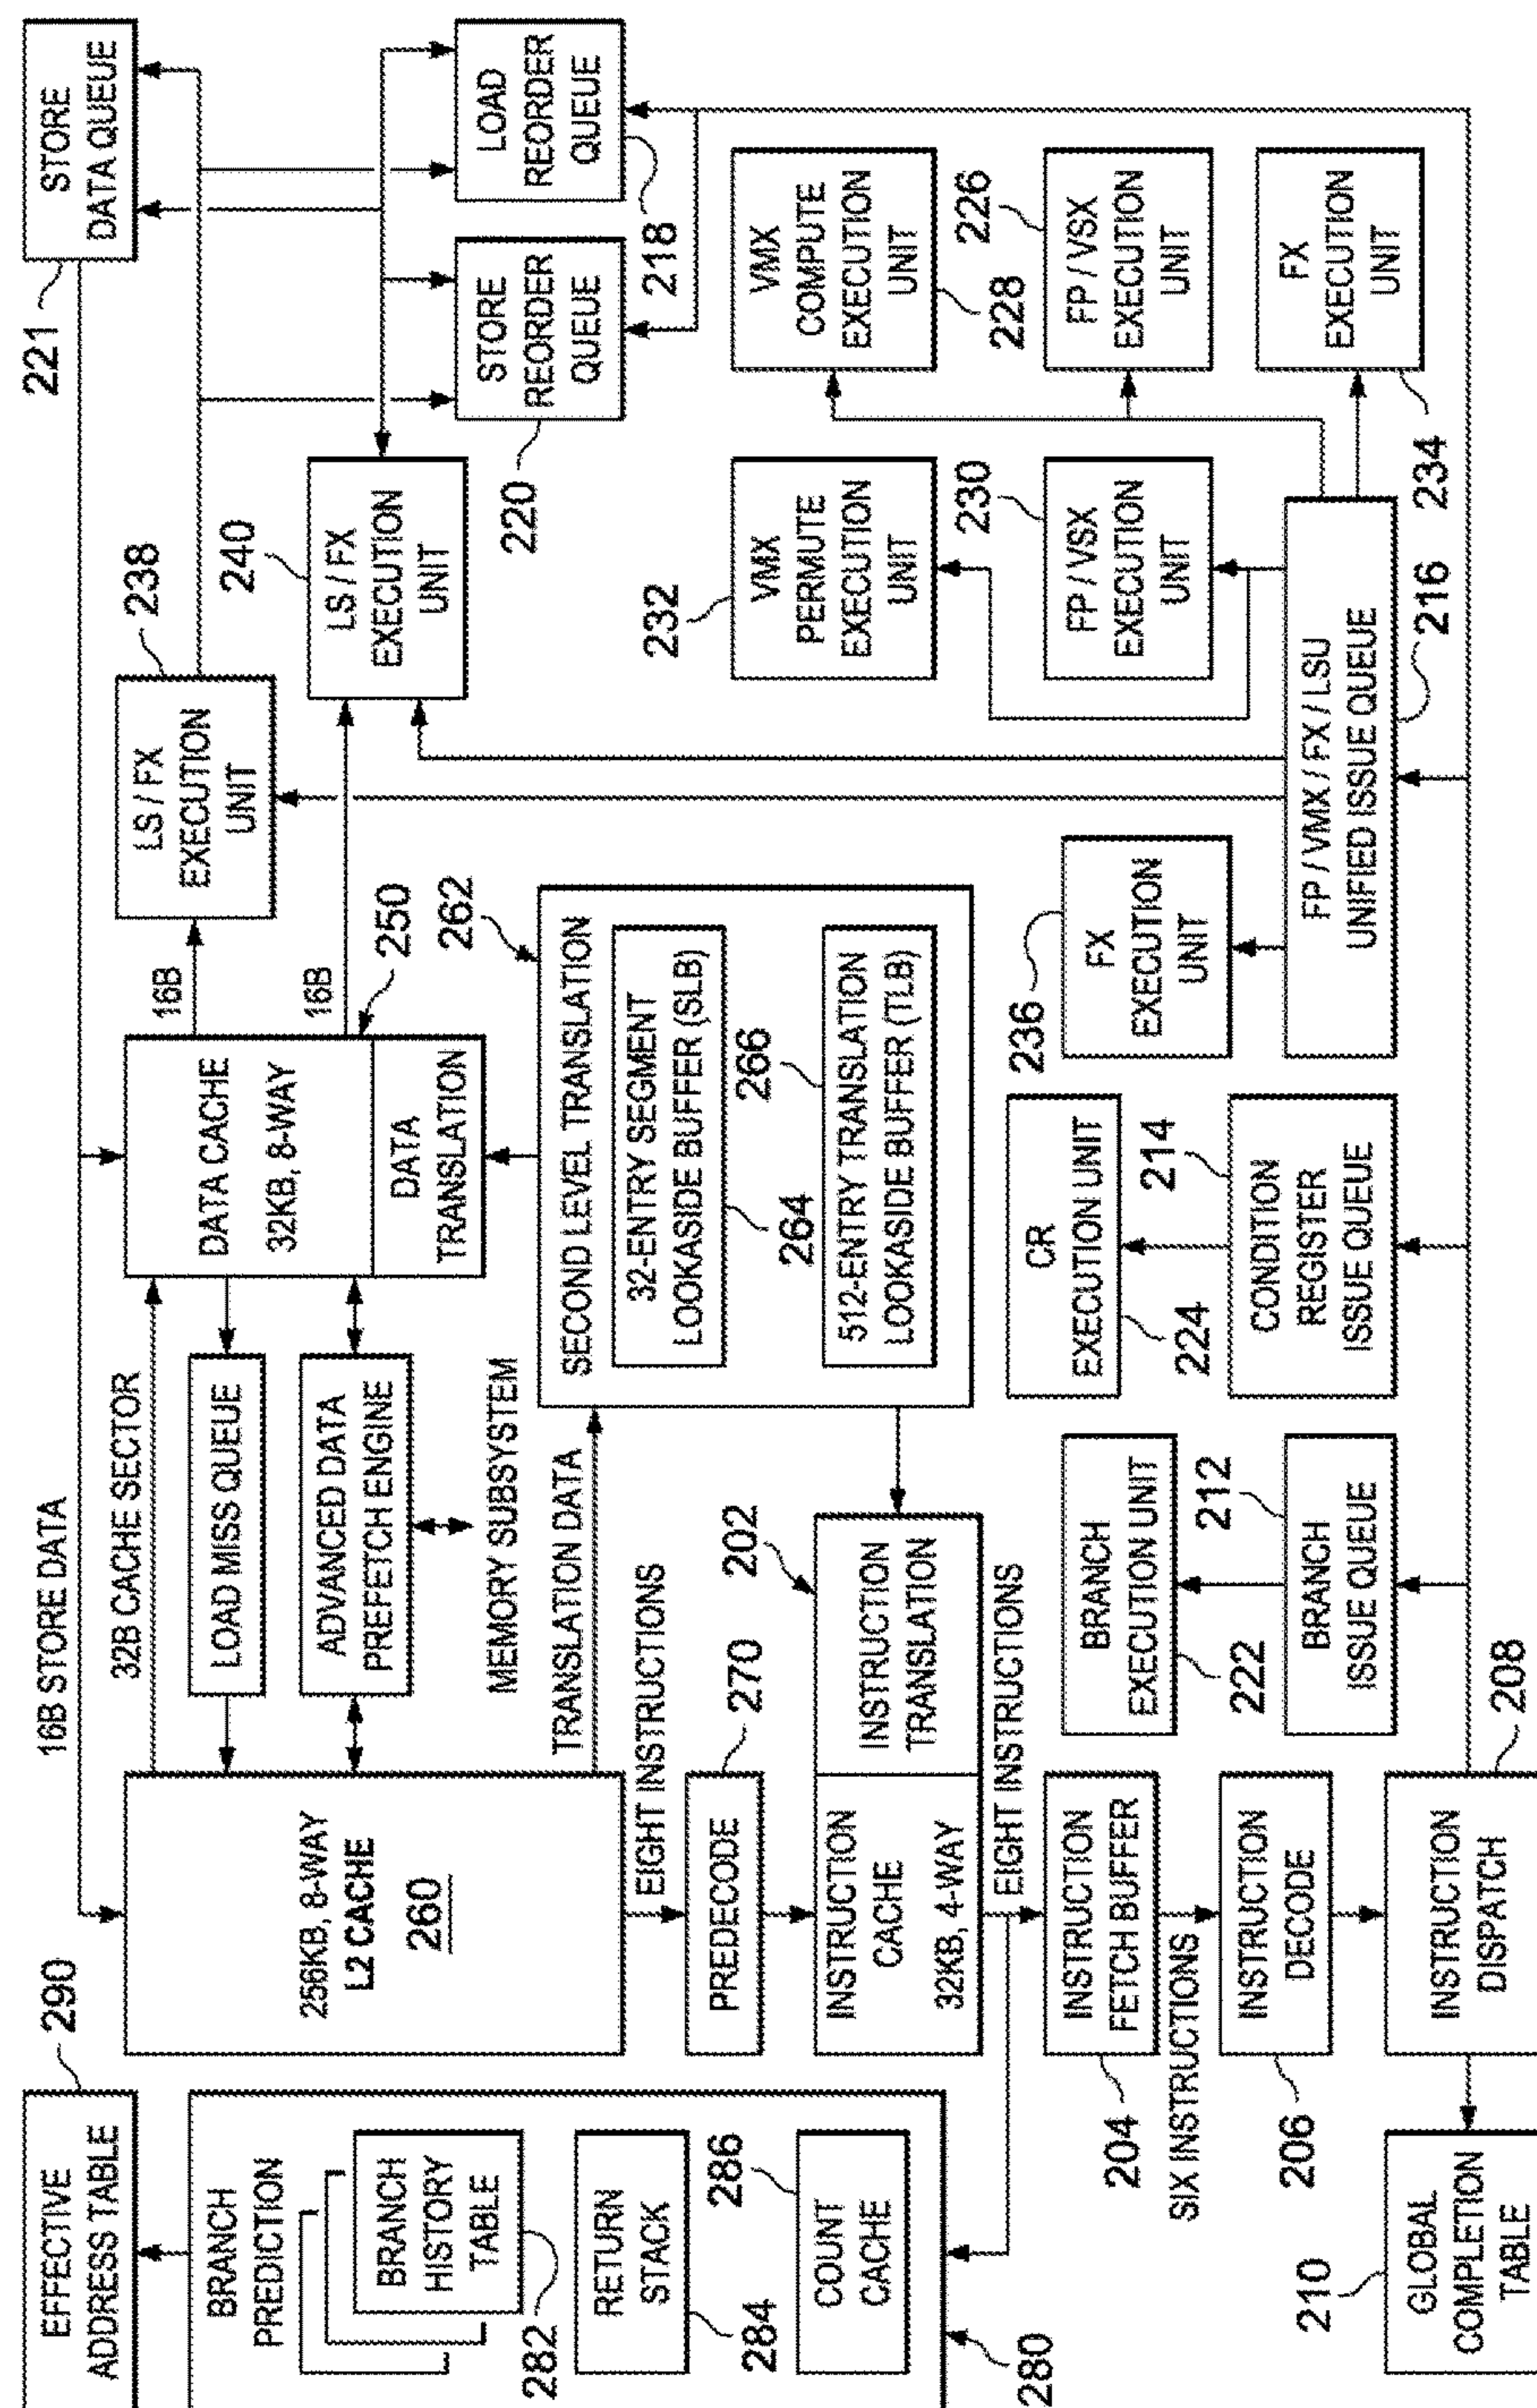 EFFECTIVE
ADDRESS TABLE
290
BRANCH
PREDICTION
BRANCH
HISTORY
TABLE
282
RETURN
STACK
284
COUNT
CACHE
286
280
256KB, 8-WAY
L2 CACHE
260
16B STORE DATA
32B CACHE SECTOR
LOAD MISS QUEUE
ADVANCED DATA
PREFETCH ENGINE
MEMORY SUBSYSTEM
TRANSLATION DATA
DATA CACHE
32KB, 8-WAY
DATA
TRANSLATION
250
16B
16B
LS / FX
EXECUTION
UNIT
238
LS / FX
EXECUTION
UNIT
240
STORE
DATA QUEUE
221
STORE
REORDER
QUEUE
220
LOAD
REORDER
QUEUE
218
SECOND LEVEL TRANSLATION
262
32-ENTRY SEGMENT
LOOKASIDE BUFFER (SLB)
264
266
512-ENTRY TRANSLATION
LOOKASIDE BUFFER (TLB)
EIGHT INSTRUCTIONS
PREDECODE
270
INSTRUCTION
CACHE
32KB, 4-WAY
INSTRUCTION
TRANSLATION
202
EIGHT INSTRUCTIONS
INSTRUCTION
FETCH BUFFER
204
SIX INSTRUCTIONS
INSTRUCTION
DECODE
206
INSTRUCTION
DISPATCH
208
GLOBAL
COMPLETION
TABLE
210
BRANCH
EXECUTION UNIT
222
212
BRANCH
ISSUE QUEUE
CR
EXECUTION UNIT
224
214
CONDITION
REGISTER
ISSUE QUEUE
236
FX
EXECUTION
UNIT
232
VMX
PERMUTE
EXECUTION
UNIT
230
FP / VSX
EXECUTION
UNIT
VMX
COMPUTE
EXECUTION
UNIT
228
226
FP / VSX
EXECUTION
UNIT
FX
EXECUTION
UNIT
234
FP / VMX / FX / LSU
UNIFIED ISSUE QUEUE
216